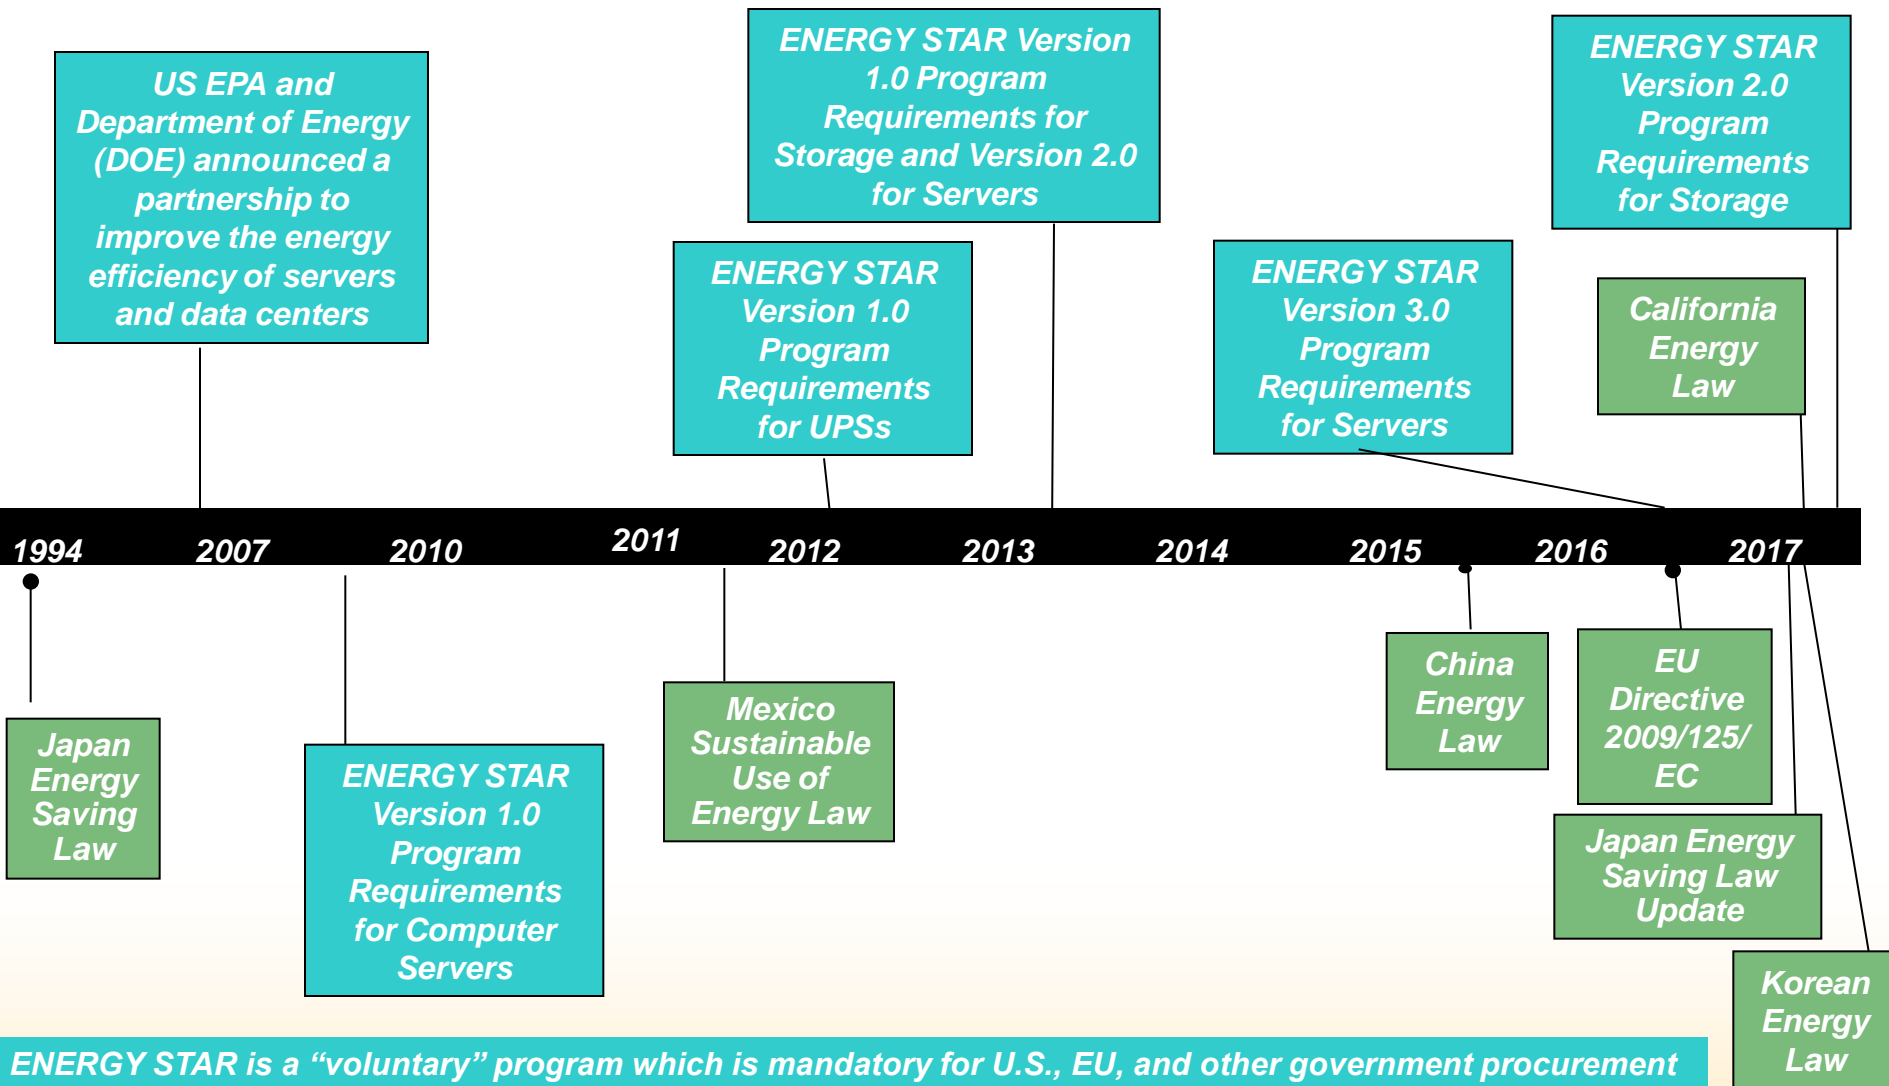 US EPA and
Department of Energy
(DOE) announced a
partnership to
improve the energy
efficiency of servers
and data centers
ENERGY STAR Version
1.0 Program
Requirements for
Storage and Version 2.0
for Servers
ENERGY STAR
Version 2.0
Program
Requirements
for Storage
ENERGY STAR
Version 1.0
Program
Requirements
for UPSs
ENERGY STAR
Version 3.0
Program
Requirements
for Servers
California
Energy
Law
1994 2007 2010 2011 2012 2013 2014 2015 2016 2017
Japan
Energy
Saving
Law
ENERGY STAR
Version 1.0
Program
Requirements
for Computer
Servers
Mexico
Sustainable
Use of
Energy Law
China
Energy
Law
EU
Directive
2009/125/
EC
Japan Energy
Saving Law
Update
Korean
Energy
Law
ENERGY STAR is a “voluntary” program which is mandatory for U.S., EU, and other government procurement